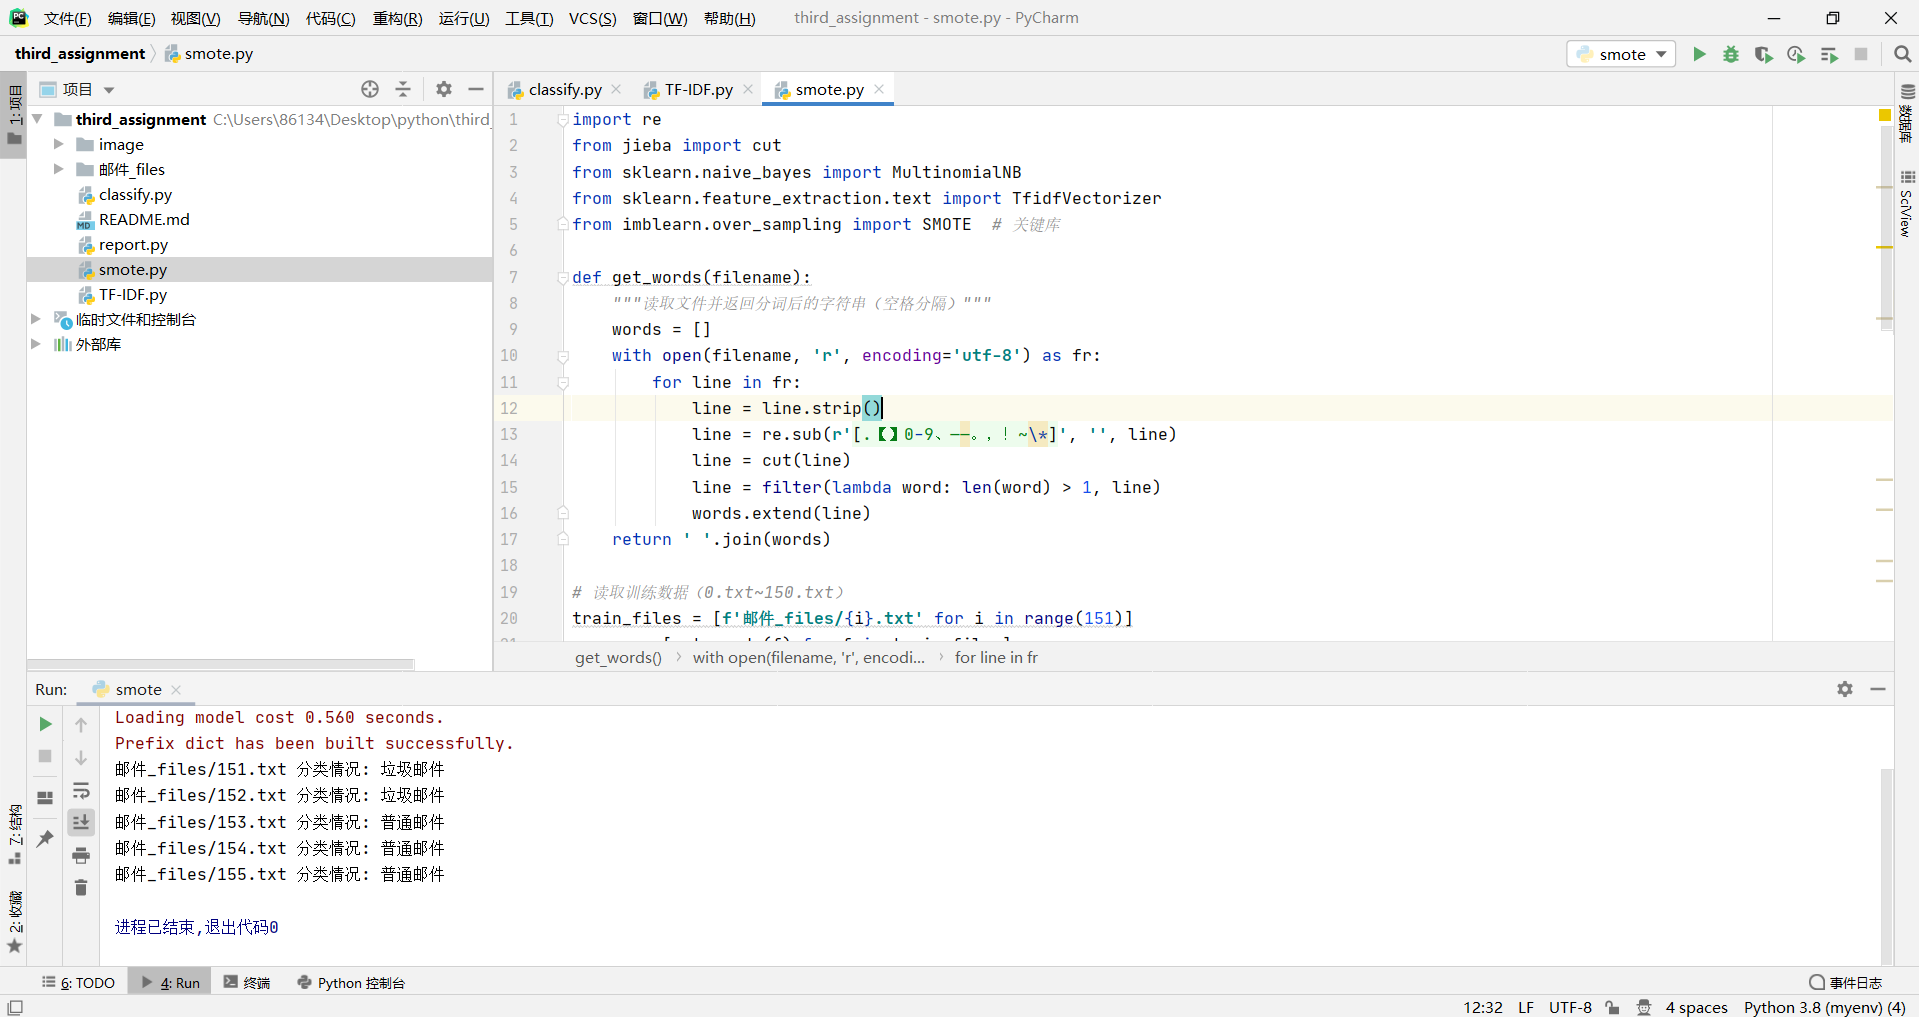 文件(F) 编辑(E) 视图(V) 导航(N) 代码(C) 重构(R) 运行(U) 工具(T) VCS(S) 窗口(W) 帮助(H) third_assignment - smote.py - PyCharm
third_assignment smote.py smote
1: 项目
项目
classify.py TF-IDF.py smote.py
third_assignment C:\Users\86134\Desktop\python\third_
image
邮件_files
classify.py
README.md
report.py
smote.py
TF-IDF.py
临时文件和控制台
外部库
1 import re
2 from jieba import cut
3 from sklearn.naive_bayes import MultinomialNB
4 from sklearn.feature_extraction.text import TfidfVectorizer
5 from imblearn.over_sampling import SMOTE  # 关键库
6
7 def get_words(filename):
8     """读取文件并返回分词后的字符串（空格分隔）"""
9     words = []
10     with open(filename, 'r', encoding='utf-8') as fr:
11         for line in fr:
12             line = line.strip()
13             line = re.sub(r'[.【】0-9、——。，！~\*]', '', line)
14             line = cut(line)
15             line = filter(lambda word: len(word) > 1, line)
16             words.extend(line)
17     return ' '.join(words)
18
19 # 读取训练数据（0.txt~150.txt）
20 train_files = [f'邮件_files/{i}.txt' for i in range(151)]
get_words() › with open(filename, 'r', encodi... › for line in fr
数据库
SciView
Run: smote
Loading model cost 0.560 seconds.
Prefix dict has been built successfully.
邮件_files/151.txt 分类情况: 垃圾邮件
邮件_files/152.txt 分类情况: 垃圾邮件
邮件_files/153.txt 分类情况: 普通邮件
邮件_files/154.txt 分类情况: 普通邮件
邮件_files/155.txt 分类情况: 普通邮件
进程已结束,退出代码0
Z: 结构
2: 收藏
6: TODO 4: Run 终端 Python 控制台 事件日志
12:32 LF UTF-8 4 spaces Python 3.8 (myenv) (4)